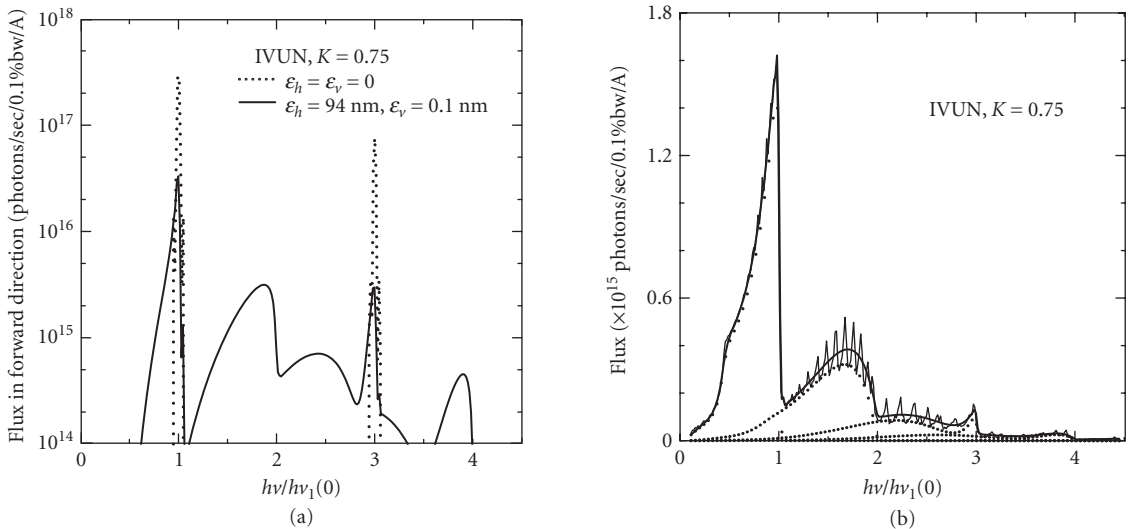 10^18
10^17
10^16
10^15
10^14
Flux in forward direction (photons/sec/0.1%bw/A)
IVUN, K = 0.75
ε_h = ε_v = 0
ε_h = 94 nm, ε_v = 0.1 nm
0 1 2 3 4
hν/hν_1(0)
(a)
1.8
1.2
0.6
0
Flux (×10^15 photons/sec/0.1%bw/A)
IVUN, K = 0.75
0 1 2 3 4
hν/hν_1(0)
(b)